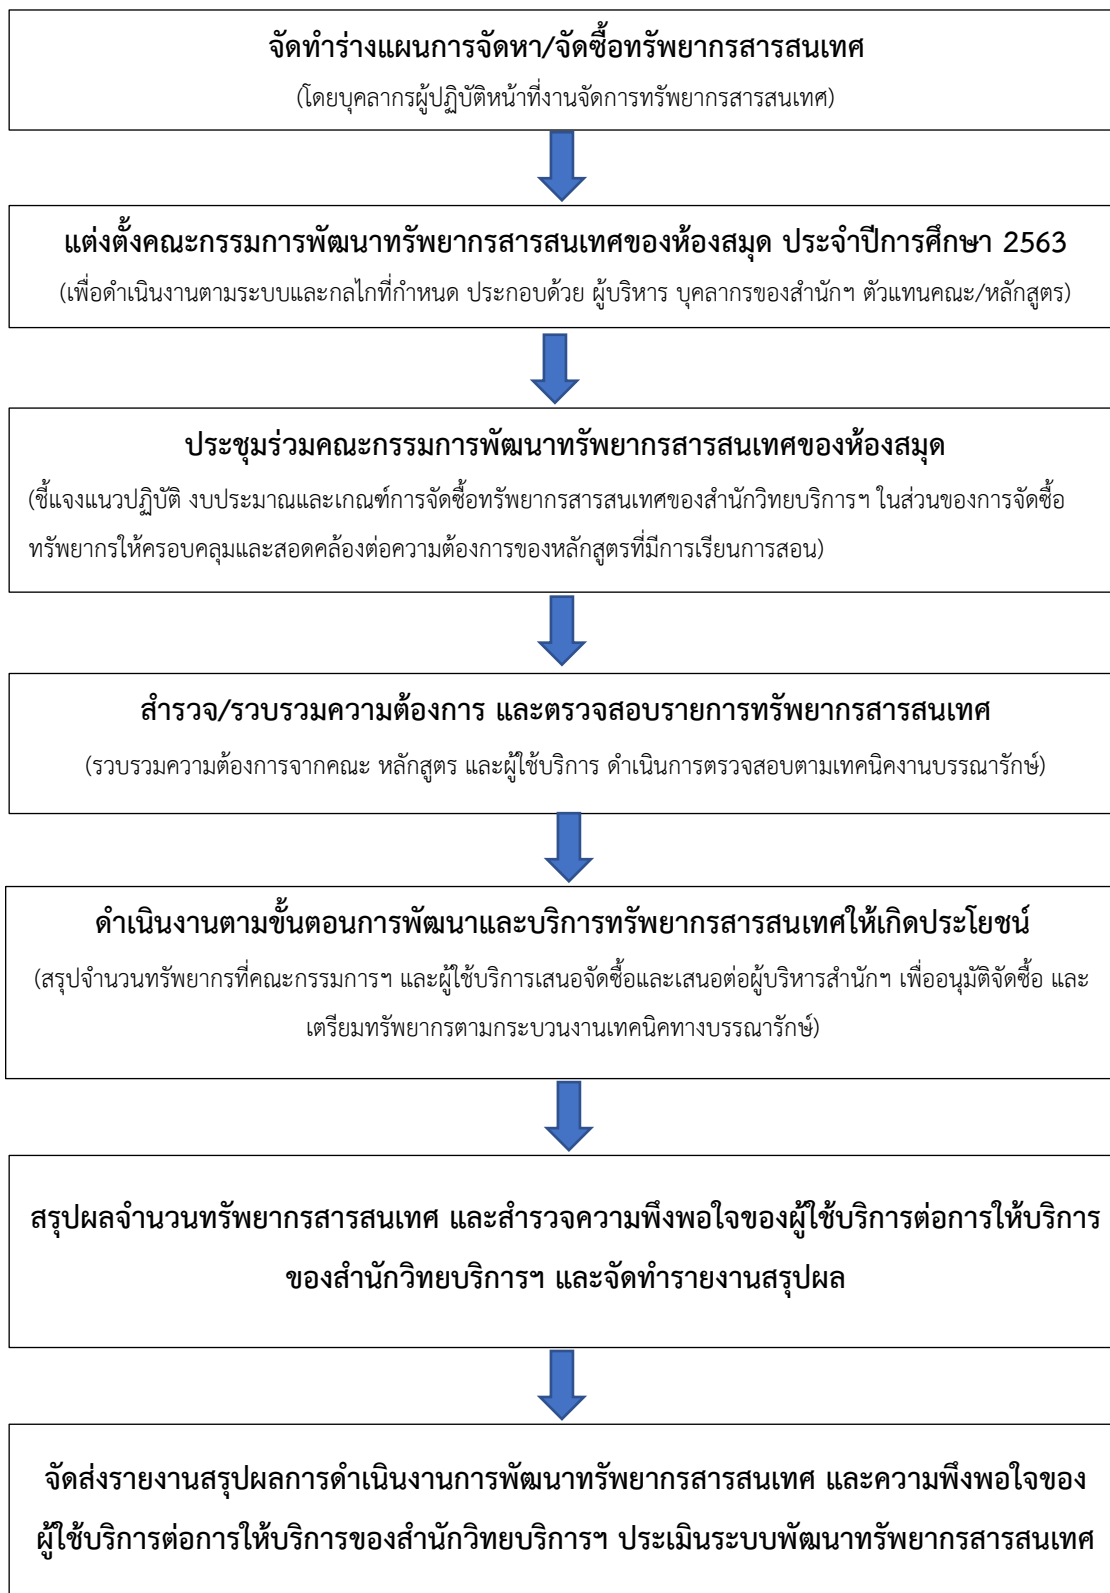 จัดทำร่างแผนการจัดหา/จัดซื้อทรัพยากรสารสนเทศ
(โดยบุคลากรผู้ปฏิบัติหน้าที่งานจัดการทรัพยากรสารสนเทศ)
แต่งตั้งคณะกรรมการพัฒนาทรัพยากรสารสนเทศของห้องสมุด ประจำปีการศึกษา 2563
(เพื่อดำเนินงานตามระบบและกลไกที่กำหนด ประกอบด้วย ผู้บริหาร บุคลากรของสำนักฯ ตัวแทนคณะ/หลักสูตร)
ประชุมร่วมคณะกรรมการพัฒนาทรัพยากรสารสนเทศของห้องสมุด
(ชี้แจงแนวปฏิบัติ งบประมาณและเกณฑ์การจัดซื้อทรัพยากรสารสนเทศของสำนักวิทยบริการฯ ในส่วนของการจัดซื้อ
ทรัพยากรให้ครอบคลุมและสอดคล้องต่อความต้องการของหลักสูตรที่มีการเรียนการสอน)
สำรวจ/รวบรวมความต้องการ และตรวจสอบรายการทรัพยากรสารสนเทศ
(รวบรวมความต้องการจากคณะ หลักสูตร และผู้ใช้บริการ ดำเนินการตรวจสอบตามเทคนิคงานบรรณารักษ์)
ดำเนินงานตามขั้นตอนการพัฒนาและบริการทรัพยากรสารสนเทศให้เกิดประโยชน์
(สรุปจำนวนทรัพยากรที่คณะกรรมการฯ และผู้ใช้บริการเสนอจัดซื้อและเสนอต่อผู้บริหารสำนักฯ เพื่ออนุมัติจัดซื้อ และ
เตรียมทรัพยากรตามกระบวนงานเทคนิคทางบรรณารักษ์)
สรุปผลจำนวนทรัพยากรสารสนเทศ และสำรวจความพึงพอใจของผู้ใช้บริการต่อการให้บริการ
ของสำนักวิทยบริการฯ และจัดทำรายงานสรุปผล
จัดส่งรายงานสรุปผลการดำเนินงานการพัฒนาทรัพยากรสารสนเทศ และความพึงพอใจของ
ผู้ใช้บริการต่อการให้บริการของสำนักวิทยบริการฯ ประเมินระบบพัฒนาทรัพยากรสารสนเทศ